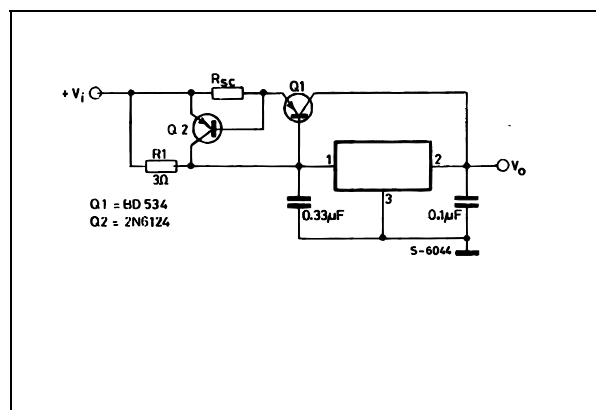 Rsc
Q1
+ Vi
Q2
R1
3Ω
1
2
Vo
3
0.33µF
0.1µF
Q1 = BD 534
Q2 = 2N6124
S-6044